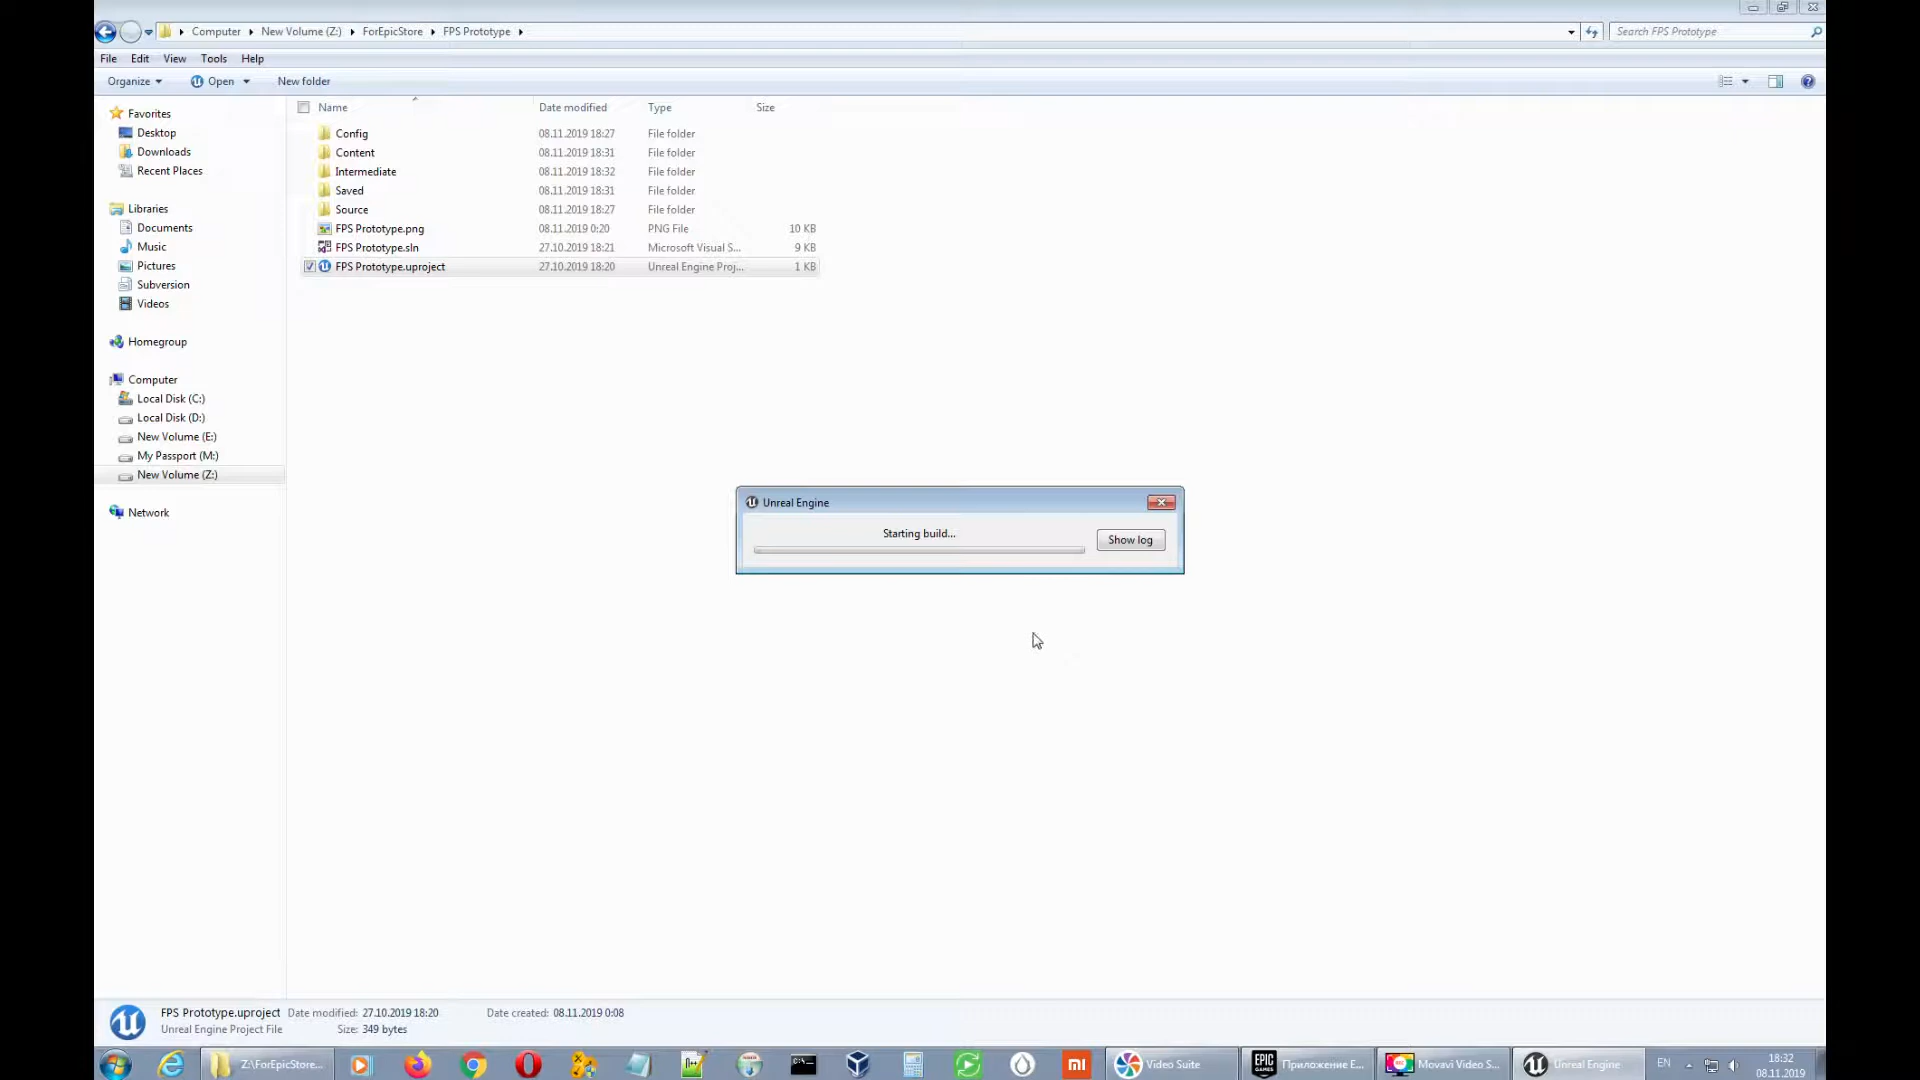 Computer New Volume (Z:) ForEpicStore FPS Prototype
Search FPS Prototype
File Edit View Tools Help
Organize Open New folder
Name Date modified Type Size
Favorites
Desktop
Downloads
Recent Places
Libraries
Documents
Music
Pictures
Subversion
Videos
Homegroup
Computer
Local Disk (C:)
Local Disk (D:)
New Volume (E:)
My Passport (M:)
New Volume (Z:)
Network
Config 08.11.2019 18:27 File folder
Content 08.11.2019 18:31 File folder
Intermediate 08.11.2019 18:32 File folder
Saved 08.11.2019 18:31 File folder
Source 08.11.2019 18:27 File folder
FPS Prototype.png 08.11.2019 0:20 PNG File 10 KB
FPS Prototype.sln 27.10.2019 18:21 Microsoft Visual S... 9 KB
FPS Prototype.uproject 27.10.2019 18:20 Unreal Engine Proj... 1 KB
Unreal Engine
Starting build...
Show log
FPS Prototype.uproject Date modified: 27.10.2019 18:20 Date created: 08.11.2019 0:08
Unreal Engine Project File Size: 349 bytes
Z:\ForEpicStore... mi Video Suite EPIC GAMES Приложение E... Movavi Video S... Unreal Engine EN 18:32
08.11.2019